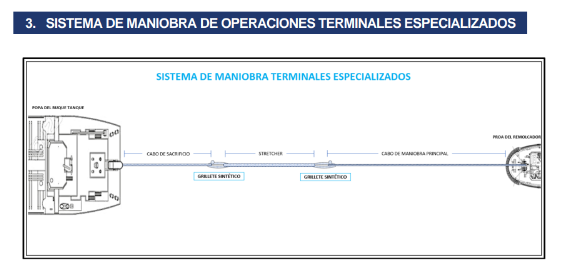 3. SISTEMA DE MANIOBRA DE OPERACIONES TERMINALES ESPECIALIZADOS
SISTEMA DE MANIOBRA TERMINALES ESPECIALIZADOS
POPA DEL BUQUE TANQUE
PROA DEL REMOLCADOR
CABO DE SACRIFICIO
STRETCHER
CABO DE MANIOBRA PRINCIPAL
GRILLETE SINTÉTICO
GRILLETE SINTÉTICO